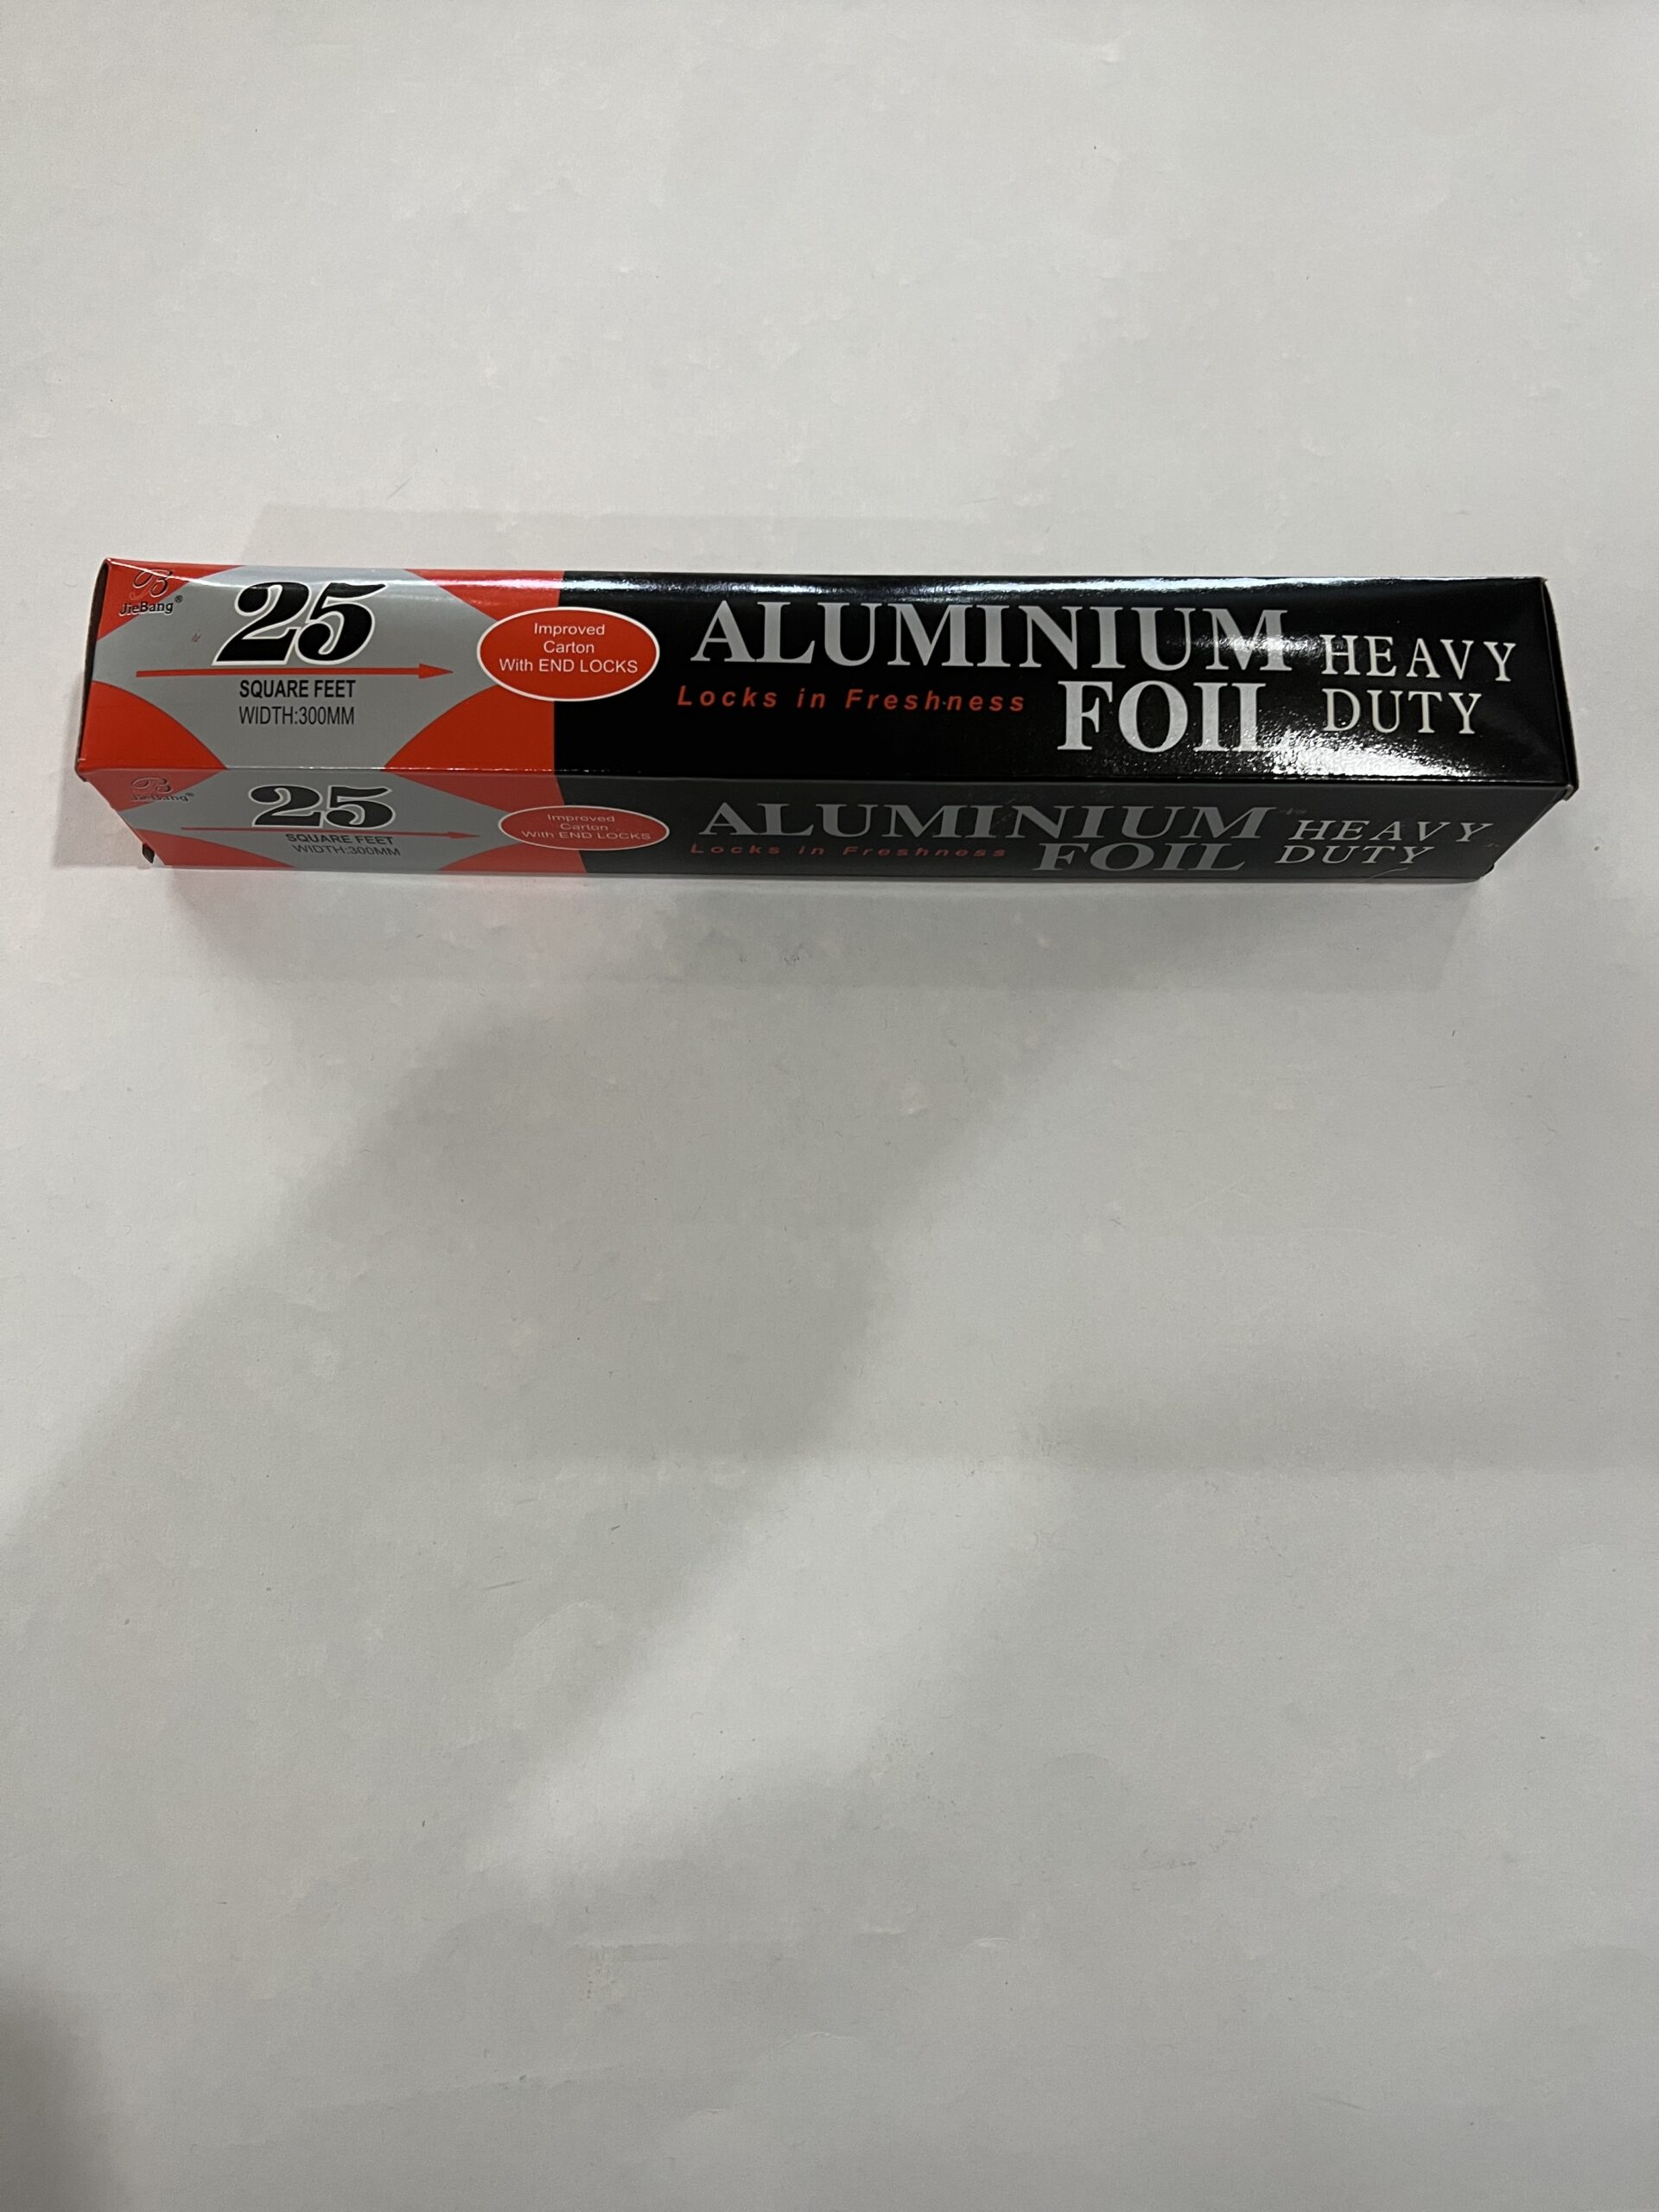 B
JieBang®
25
SQUARE FEET
WIDTH:300MM
Improved
Carton
With END LOCKS
ALUMINIUM
FOIL
Locks in Freshness
HEAVY
DUTY
B
JieBang®
25
SQUARE FEET
WIDTH:300MM
Improved
Carton
With END LOCKS
ALUMINIUM
FOIL
Locks in Freshness
HEAVY
DUTY